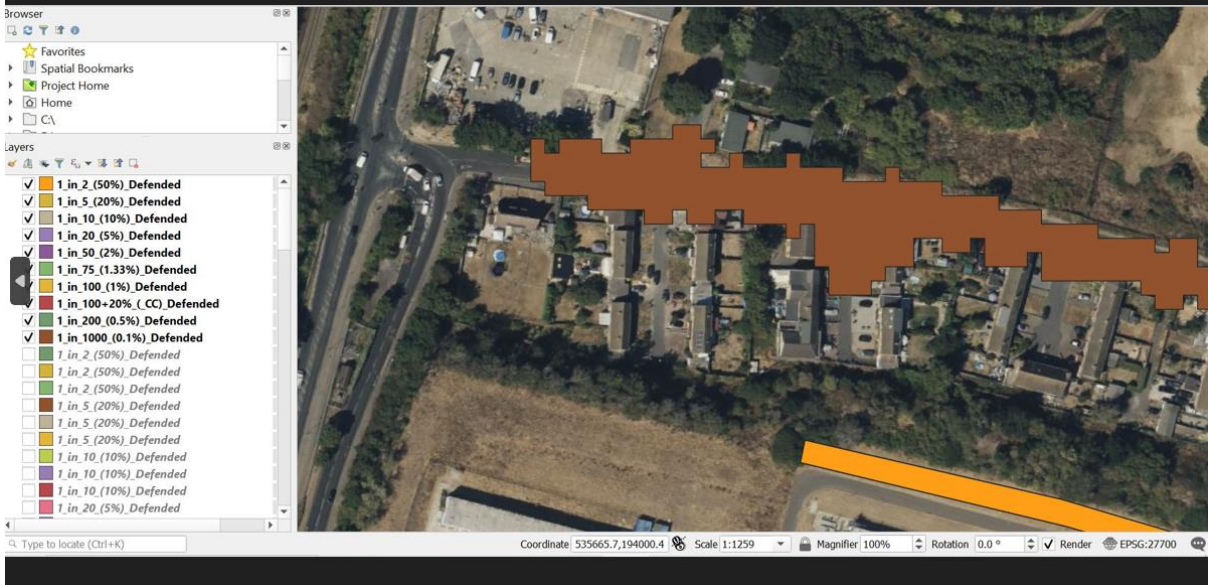 Browser
Favorites
Spatial Bookmarks
Project Home
Home
C:\
Layers
1_in_2_(50%)_Defended
1_in_5_(20%)_Defended
1_in_10_(10%)_Defended
1_in_20_(5%)_Defended
1_in_50_(2%)_Defended
1_in_75_(1.33%)_Defended
1_in_100_(1%)_Defended
1_in_100+20%_(_CC)_Defended
1_in_200_(0.5%)_Defended
1_in_1000_(0.1%)_Defended
1_in_2_(50%)_Defended
1_in_2_(50%)_Defended
1_in_2_(50%)_Defended
1_in_5_(20%)_Defended
1_in_5_(20%)_Defended
1_in_5_(20%)_Defended
1_in_10_(10%)_Defended
1_in_10_(10%)_Defended
1_in_10_(10%)_Defended
1_in_20_(5%)_Defended
Type to locate (Ctrl+K) Coordinate 535665.7,194000.4 Scale 1:1259 Magnifier 100% Rotation 0.0 ° Render EPSG:27700